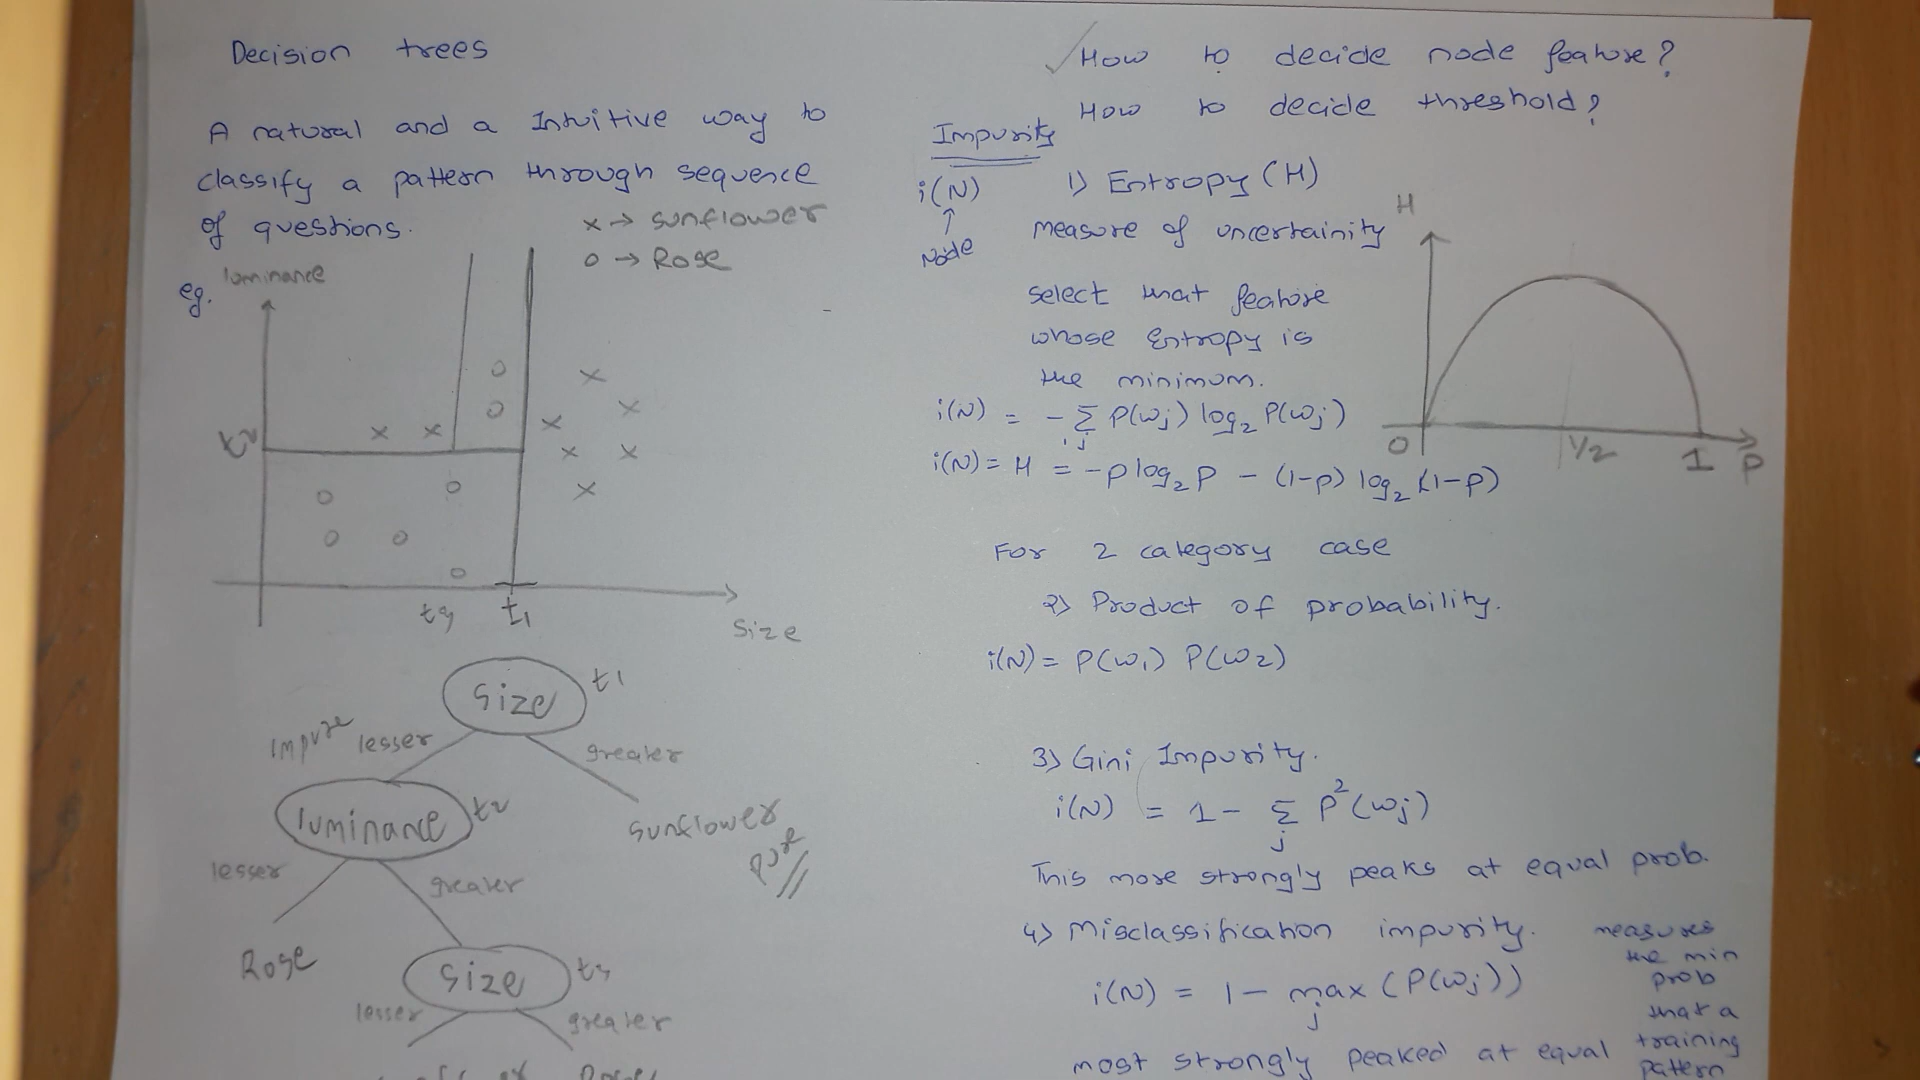 Decision trees
A natural and a Intuitive way to
classify a pattern through sequence
of questions.
x → sunflower
o → Rose
eg.
luminance
t2
t3
t1
Size
Size t1
Impure lesser
greater
luminance t2
sunflower
pure
lesser
greater
Rose
Size t3
lesser
greater
✓ How to decide node feature?
How to decide threshold?
Impurity
i(N)
↑
Node
1) Entropy (H)
measure of uncertainity
select that feature
whose Entropy is
the minimum.
H
0 1/2 1 P
i(N) = - Σj P(ωj) log2 P(ωj)
i(N) = H = -p log2 p - (1-p) log2 (1-p)
For 2 category case
2) Product of probability.
i(N) = P(ω1) P(ω2)
3) Gini Impurity.
i(N) = 1 - Σj P²(ωj)
This more strongly peaks at equal prob.
4) Misclassification impurity.
i(N) = 1 - max j (P(ωj))
most strongly peaked at equal
measures
the min
prob
that a
training
pattern